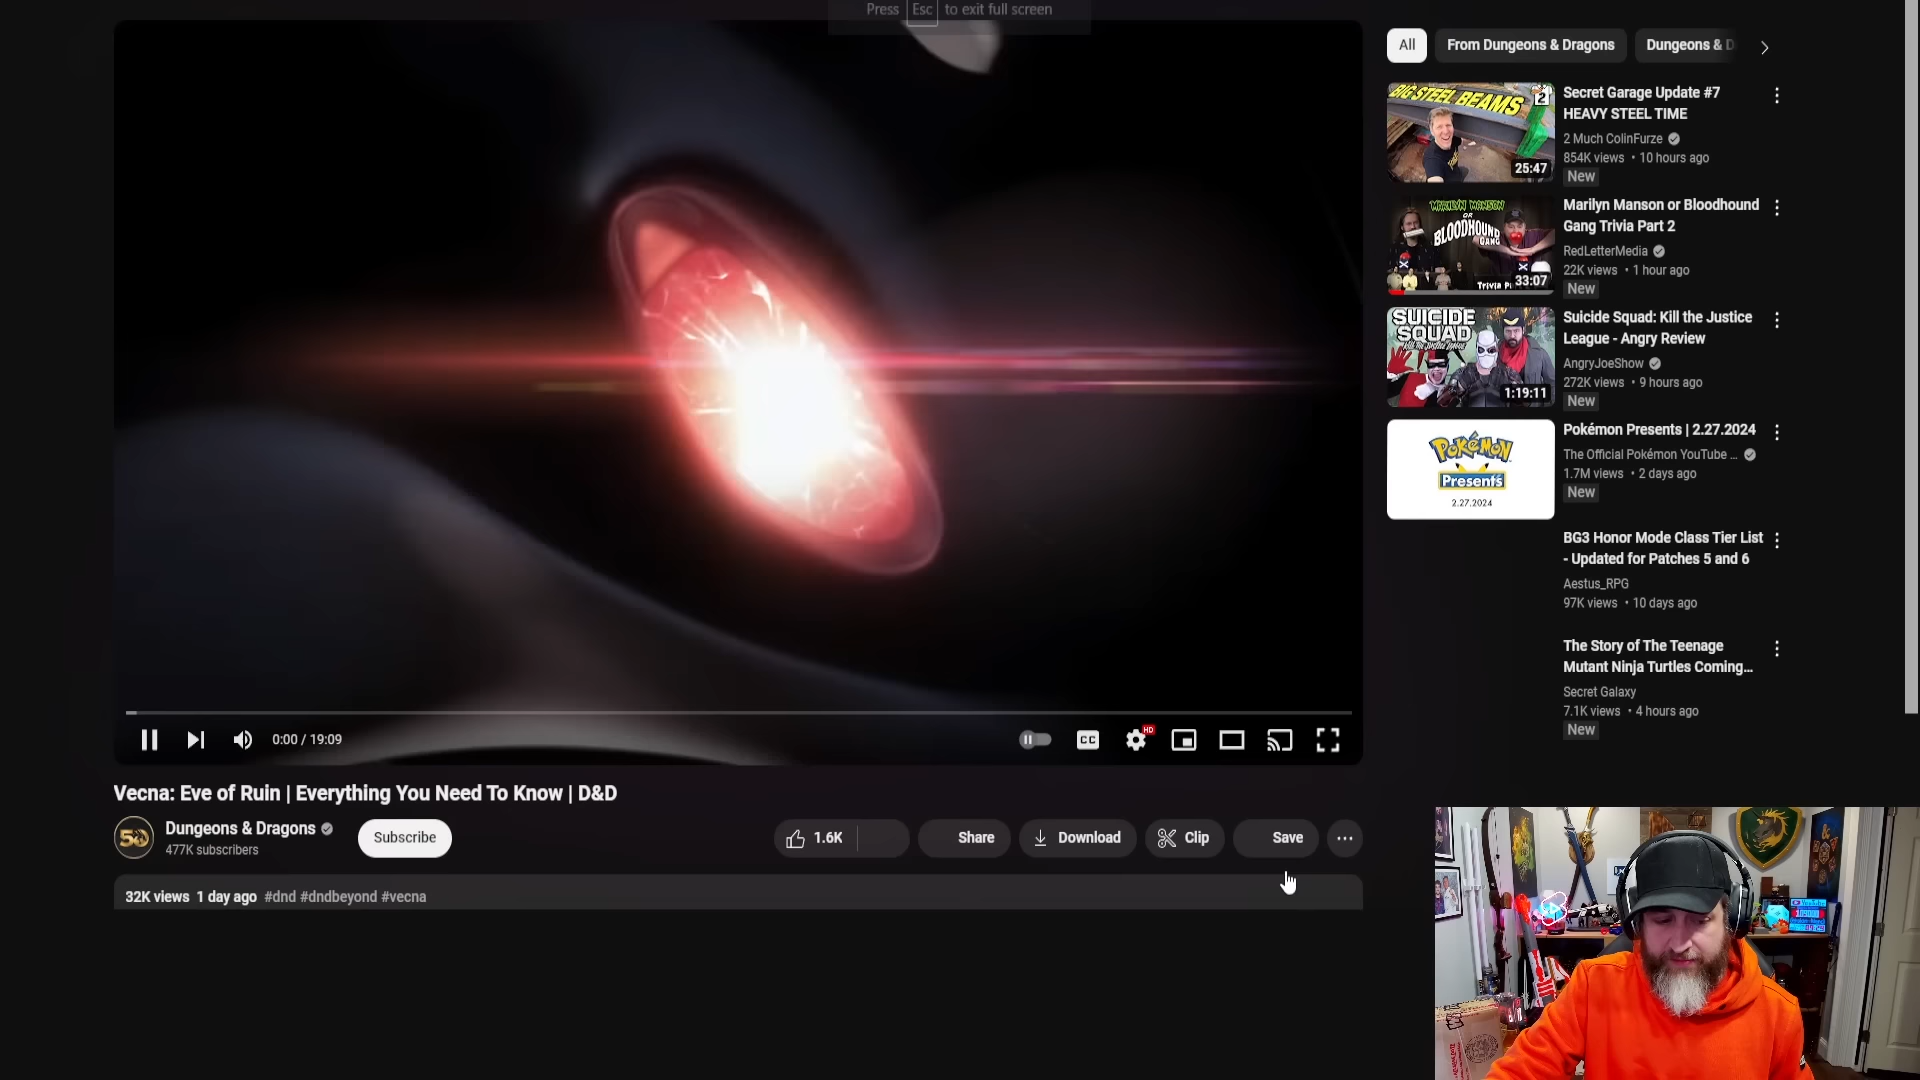 Press Esc to exit full screen
All
From Dungeons & Dragons
Dungeons & D
BIG STEEL BEAMS
2
25:47
Secret Garage Update #7
HEAVY STEEL TIME
2 Much ColinFurze
854K views • 10 hours ago
New
MARILYN MANSON
OR
BLOODHOUND
GANG
33:07
Marilyn Manson or Bloodhound
Gang Trivia Part 2
RedLetterMedia
22K views • 1 hour ago
New
SUICIDE
SQUAD
1:19:11
Suicide Squad: Kill the Justice
League - Angry Review
AngryJoeShow
272K views • 9 hours ago
New
POKéMON
Presents
2.27.2024
Pokémon Presents | 2.27.2024
The Official Pokémon YouTube ...
1.7M views • 2 days ago
New
BG3 Honor Mode Class Tier List
- Updated for Patches 5 and 6
Aestus_RPG
97K views • 10 days ago
The Story of The Teenage
Mutant Ninja Turtles Coming...
Secret Galaxy
7.1K views • 4 hours ago
New
0:00 / 19:09
CC
HD
Vecna: Eve of Ruin | Everything You Need To Know | D&D
50
Dungeons & Dragons
477K subscribers
Subscribe
1.6K
Share
Download
Clip
Save
32K views 1 day ago #dnd #dndbeyond #vecna